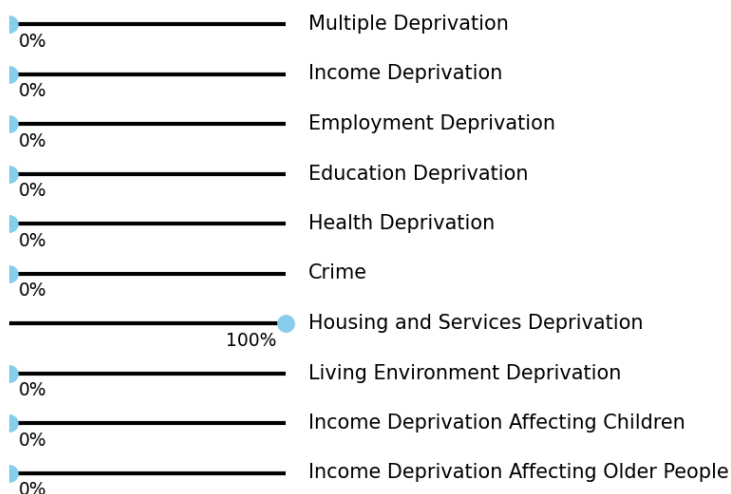 Multiple Deprivation
0%
Income Deprivation
0%
Employment Deprivation
0%
Education Deprivation
0%
Health Deprivation
0%
Crime
0%
Housing and Services Deprivation
100%
Living Environment Deprivation
0%
Income Deprivation Affecting Children
0%
Income Deprivation Affecting Older People
0%